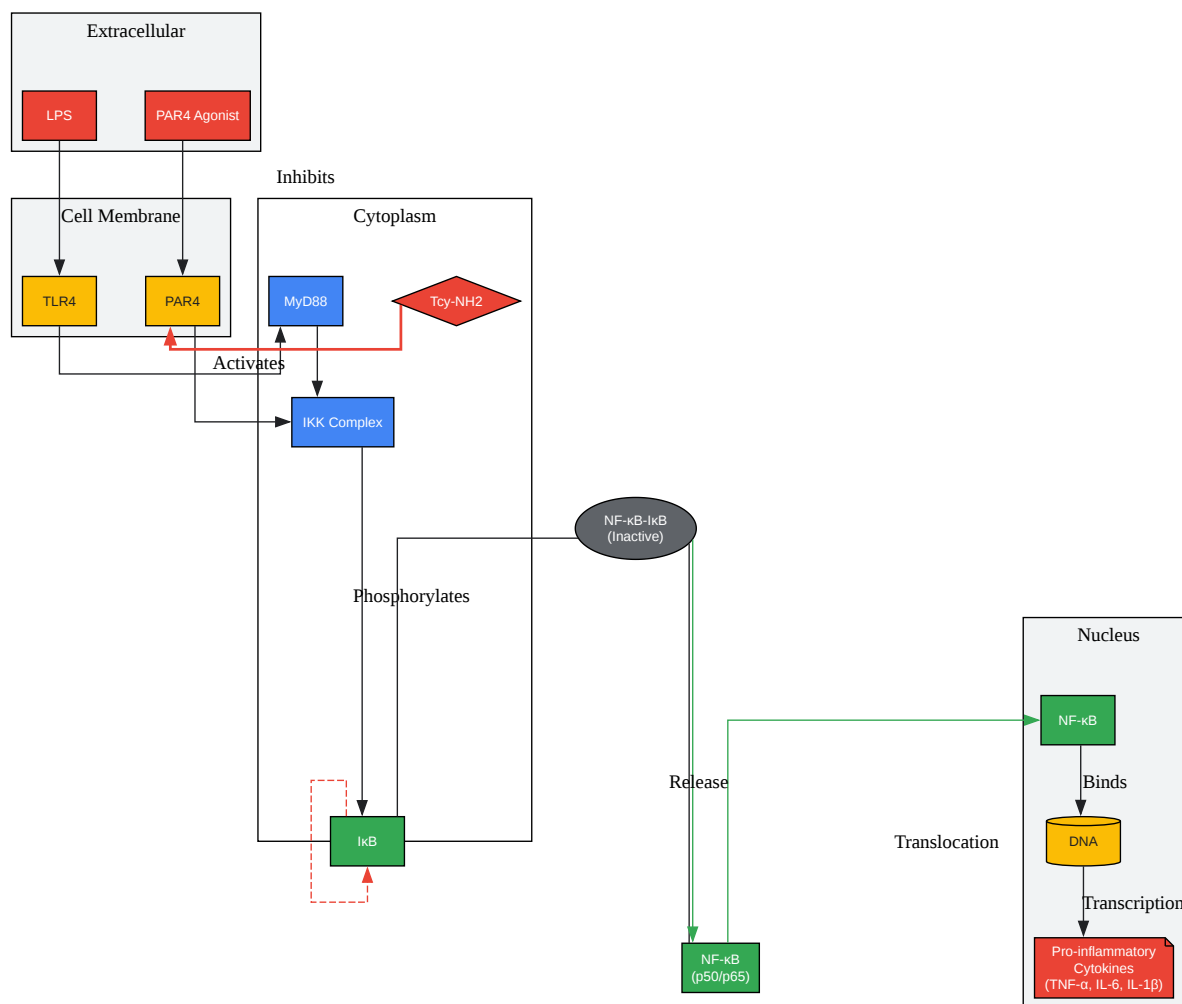 Extracellular
LPS
PAR4 Agonist
Inhibits
Cell Membrane
Cytoplasm
TLR4
PAR4
MyD88
Tcy-NH2
Activates
IKK Complex
NF-κB-IκB
(Inactive)
Phosphorylates
Nucleus
NF-κB
Release
Binds
Translocation
IκB
DNA
Transcription
NF-κB
(p50/p65)
Pro-inflammatory
Cytokines
(TNF-α, IL-6, IL-1β)